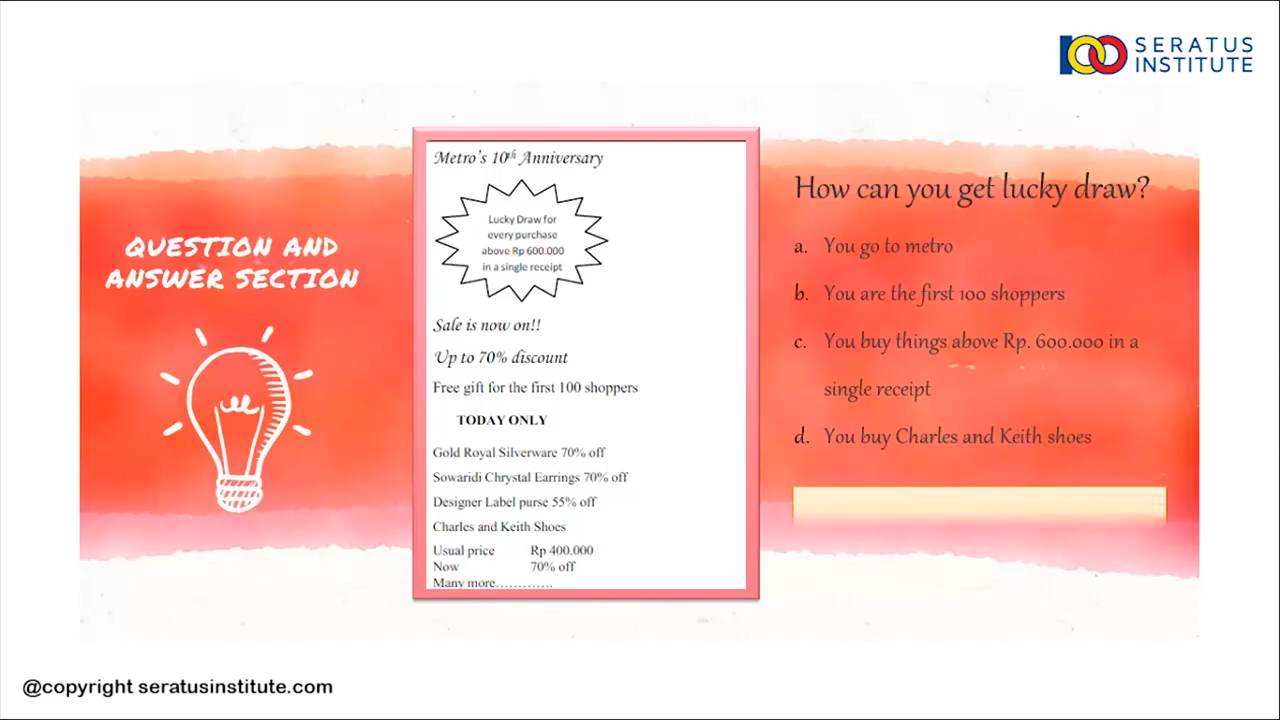 SERATUS
INSTITUTE
QUESTION AND
ANSWER SECTION
Metro's 10th Anniversary
Lucky Draw for
every purchase
above Rp 600.000
in a single receipt
Sale is now on!!
Up to 70% discount
Free gift for the first 100 shoppers
TODAY ONLY
Gold Royal Silverware 70% off
Sowaridi Chrystal Earrings 70% off
Designer Label purse 55% off
Charles and Keith Shoes
Usual price Rp 400.000
Now 70% off
Many more.............
How can you get lucky draw?
a. You go to metro
b. You are the first 100 shoppers
c. You buy things above Rp. 600.000 in a
single receipt
d. You buy Charles and Keith shoes
@copyright seratusinstitute.com